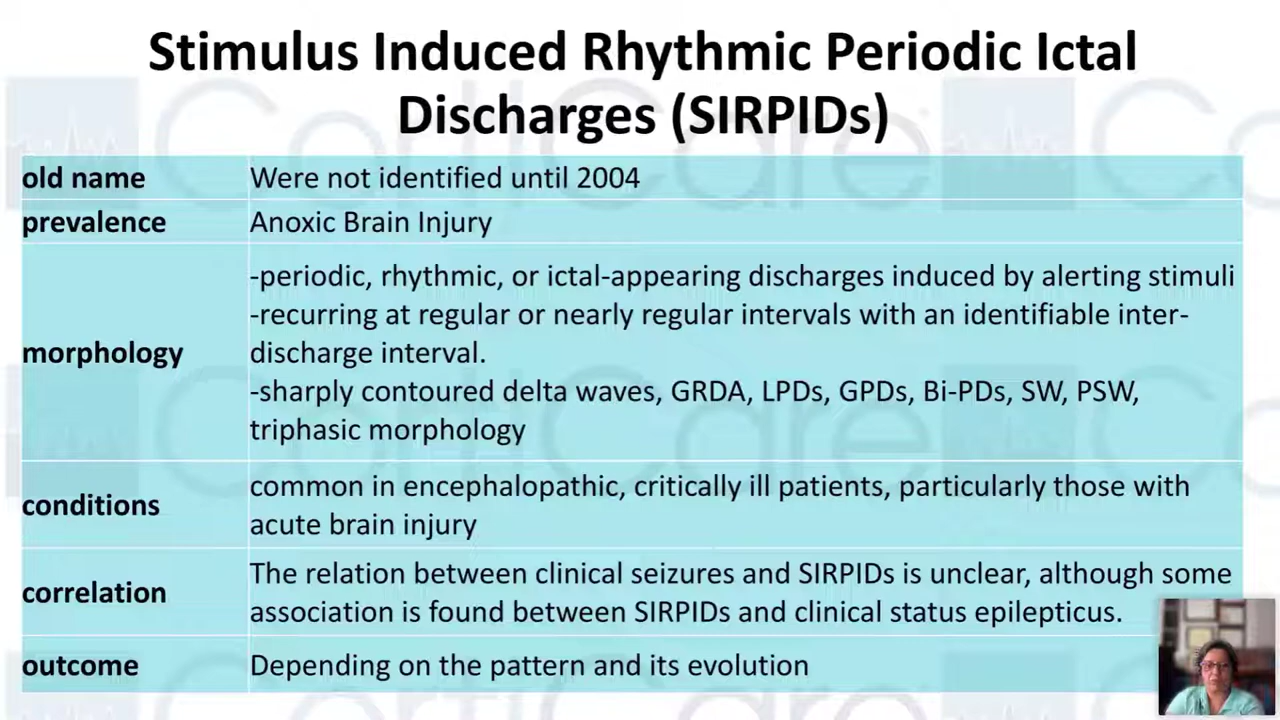 Stimulus Induced Rhythmic Periodic Ictal
Discharges (SIRPIDs)
old name
Were not identified until 2004
prevalence
Anoxic Brain Injury
morphology
-periodic, rhythmic, or ictal-appearing discharges induced by alerting stimuli
-recurring at regular or nearly regular intervals with an identifiable inter-
discharge interval.
-sharply contoured delta waves, GRDA, LPDs, GPDs, Bi-PDs, SW, PSW,
triphasic morphology
conditions
common in encephalopathic, critically ill patients, particularly those with
acute brain injury
correlation
The relation between clinical seizures and SIRPIDs is unclear, although some
association is found between SIRPIDs and clinical status epilepticus.
outcome
Depending on the pattern and its evolution
CortiCare
CortiCare
CortiCare